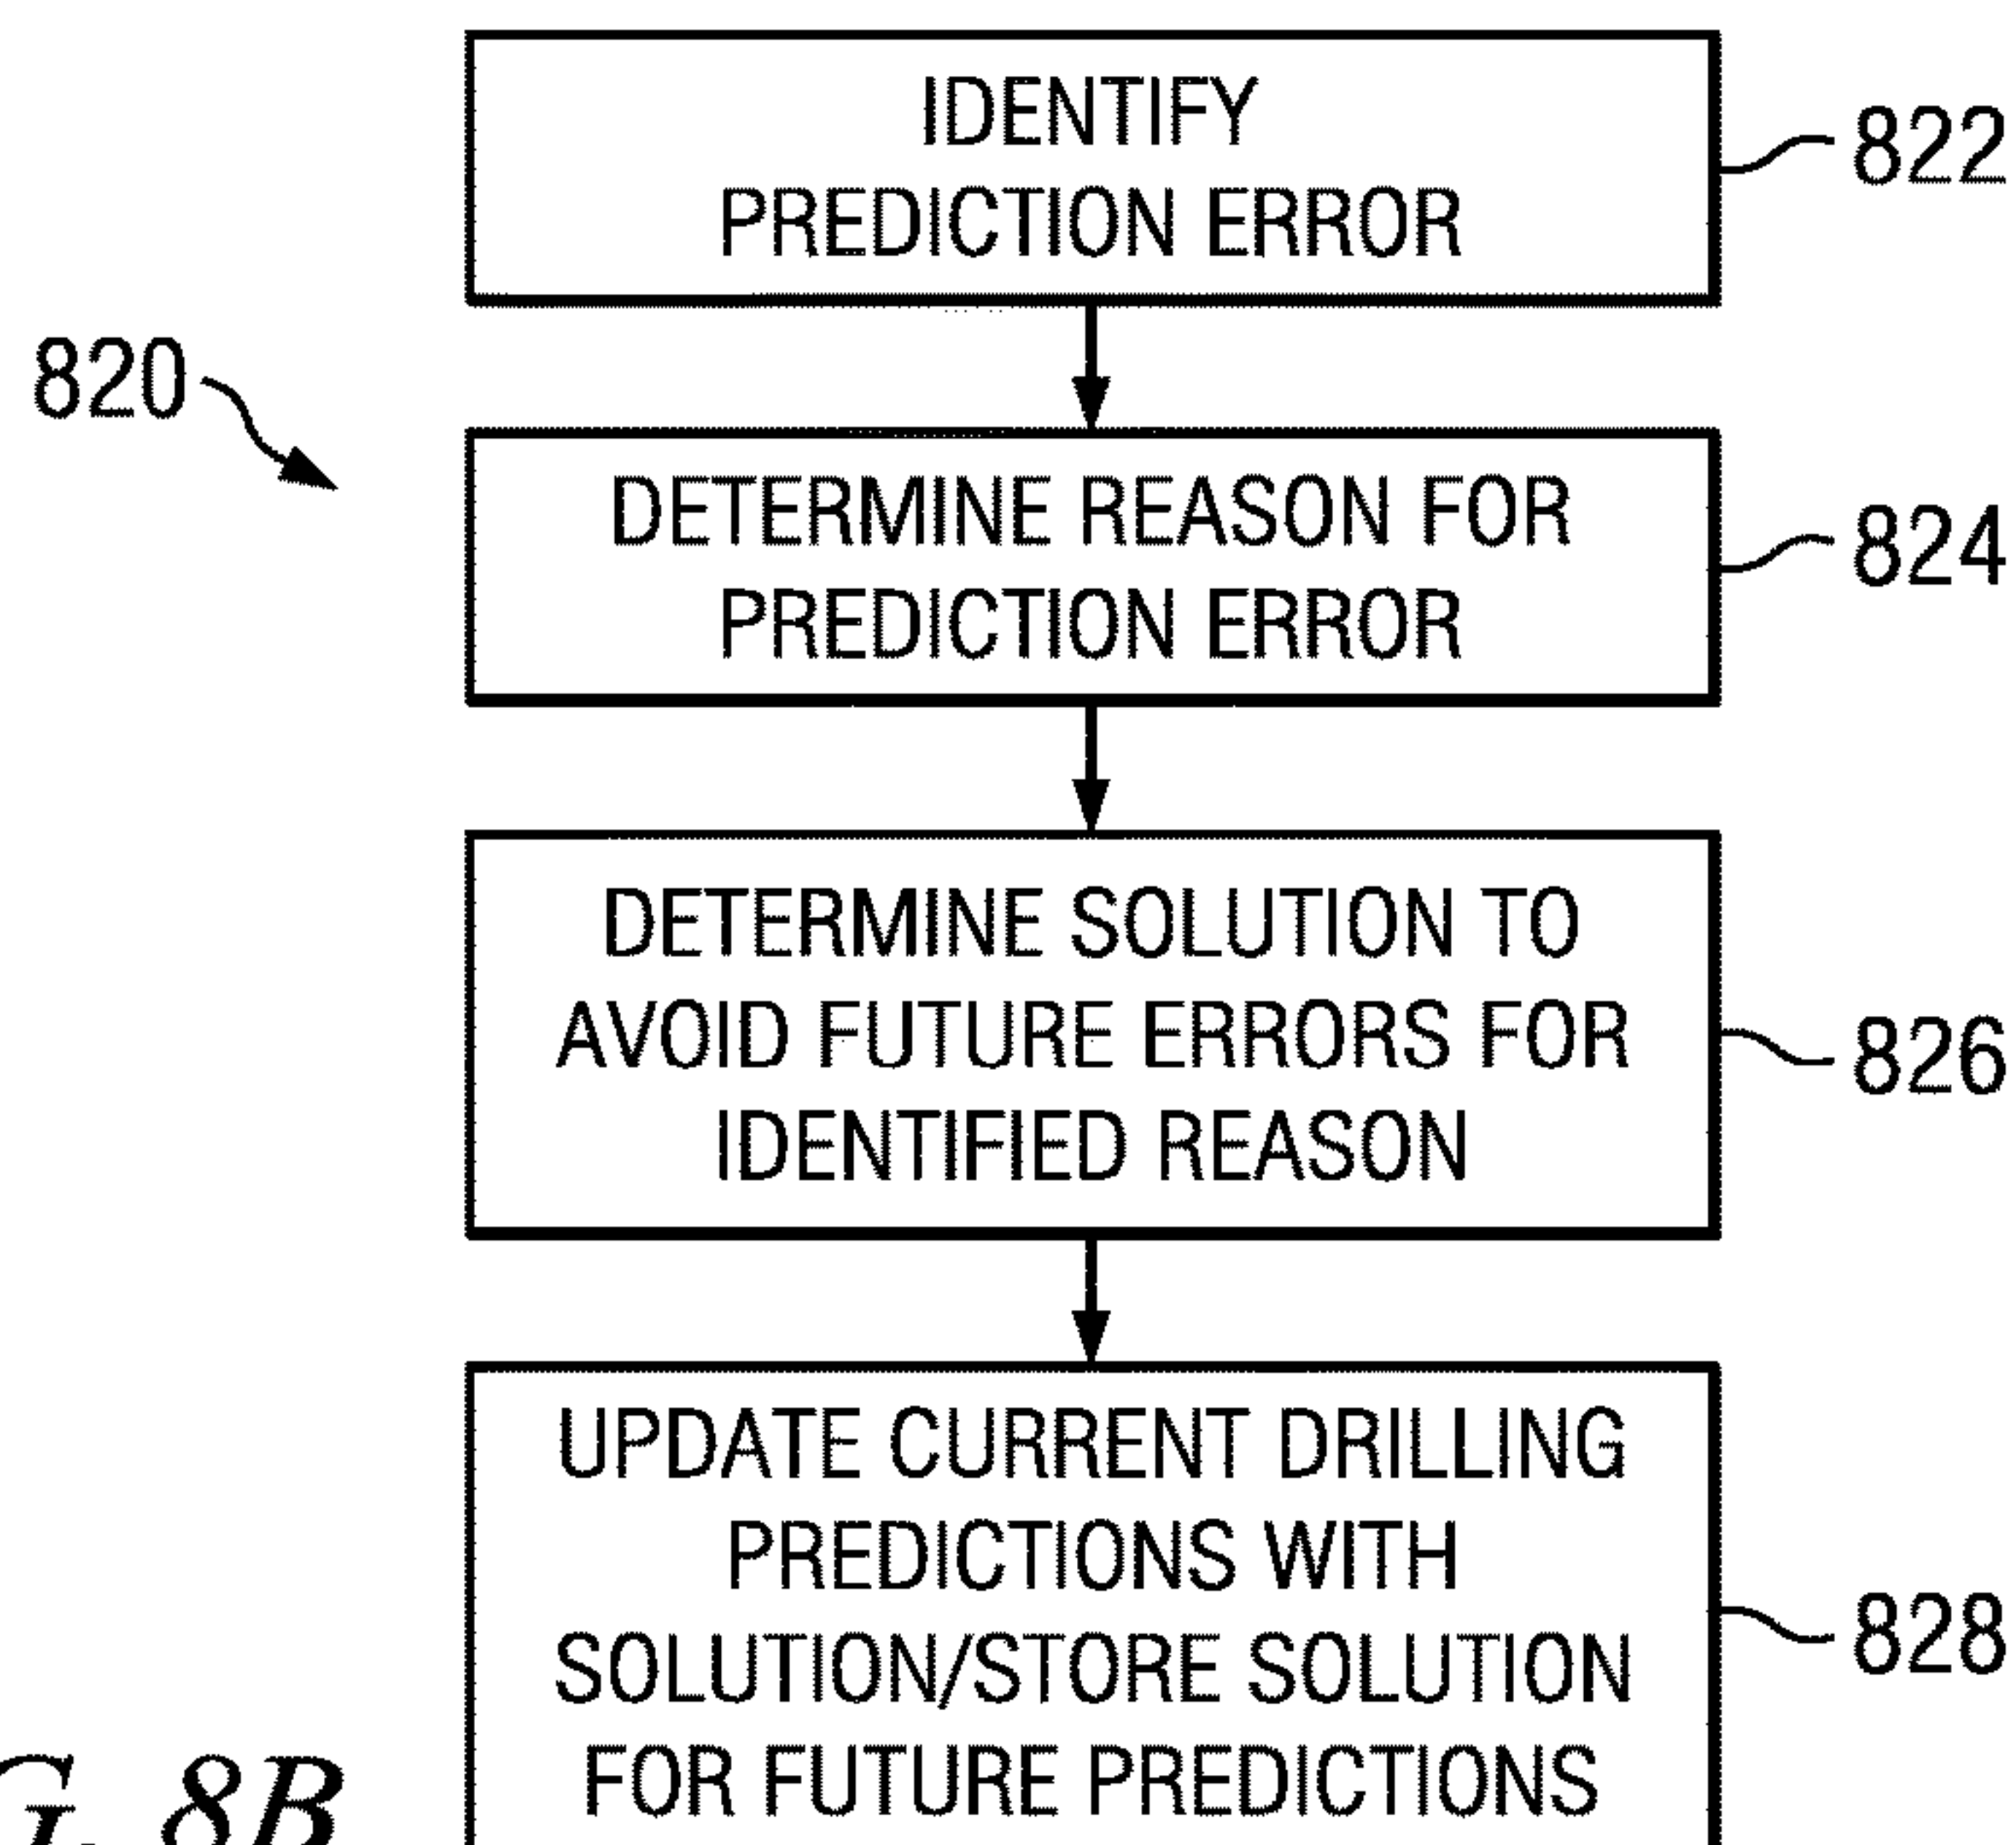 IDENTIFY
PREDICTION ERROR
822
820
DETERMINE REASON FOR
PREDICTION ERROR
824
DETERMINE SOLUTION TO
AVOID FUTURE ERRORS FOR
IDENTIFIED REASON
826
UPDATE CURRENT DRILLING
PREDICTIONS WITH
SOLUTION/STORE SOLUTION
FOR FUTURE PREDICTIONS
828
G. 8B